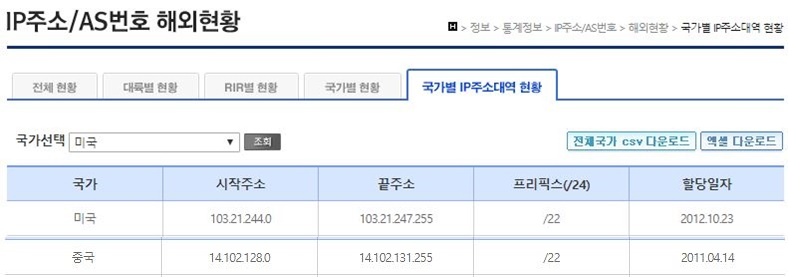 IP주소/AS번호 해외현황
H > 정보 > 통계정보 > IP주소/AS번호 > 해외현황 > 국가별 IP주소대역 현황
전체 현황 대륙별 현황 RIR별 현황 국가별 현황 국가별 IP주소대역 현황
국가선택 미국 ▼ 조회 전체국가 csv 다운로드 엑셀 다운로드
국가 시작주소 끝주소 프리픽스(/24) 할당일자
미국 103.21.244.0 103.21.247.255 /22 2012.10.23
중국 14.102.128.0 14.102.131.255 /22 2011.04.14